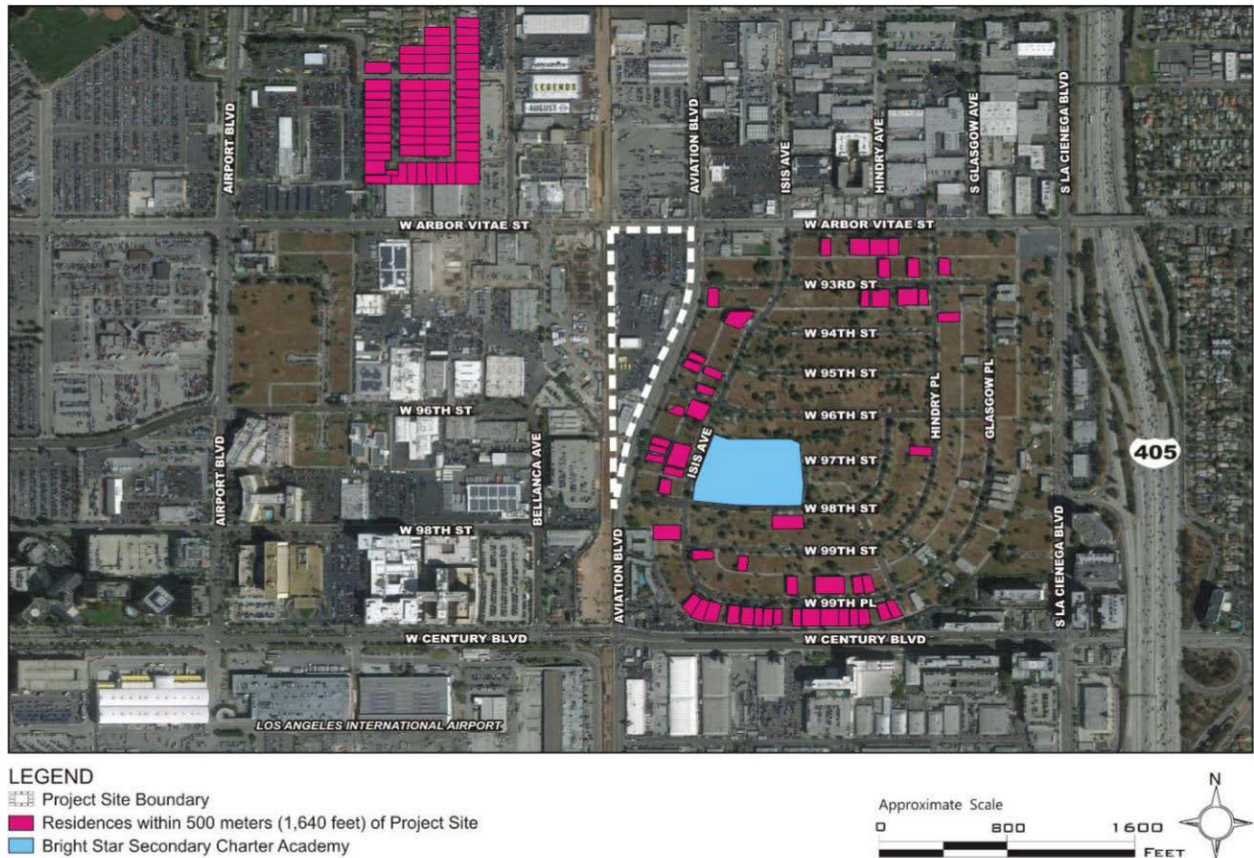 LEGENDS
AUGUST
AIRPORT BLVD
AVIATION BLVD
ISIS AVE
HINDRY AVE
S GLASGOW AVE
S LA CIENEGA BLVD
W ARBOR VITAE ST
W ARBOR VITAE ST
W 93RD ST
W 94TH ST
W 95TH ST
W 96TH ST
W 96TH ST
HINDRY PL
GLASGOW PL
AIRPORT BLVD
BELLANCA AVE
ISIS AVE
W 97TH ST
405
W 98TH ST
W 98TH ST
W 99TH ST
AVIATION BLVD
S LA CIENEGA BLVD
W 99TH PL
W CENTURY BLVD
W CENTURY BLVD
LOS ANGELES INTERNATIONAL AIRPORT
LEGEND
Project Site Boundary
Residences within 500 meters (1,640 feet) of Project Site
Bright Star Secondary Charter Academy
Approximate Scale
0 800 1600
FEET
N